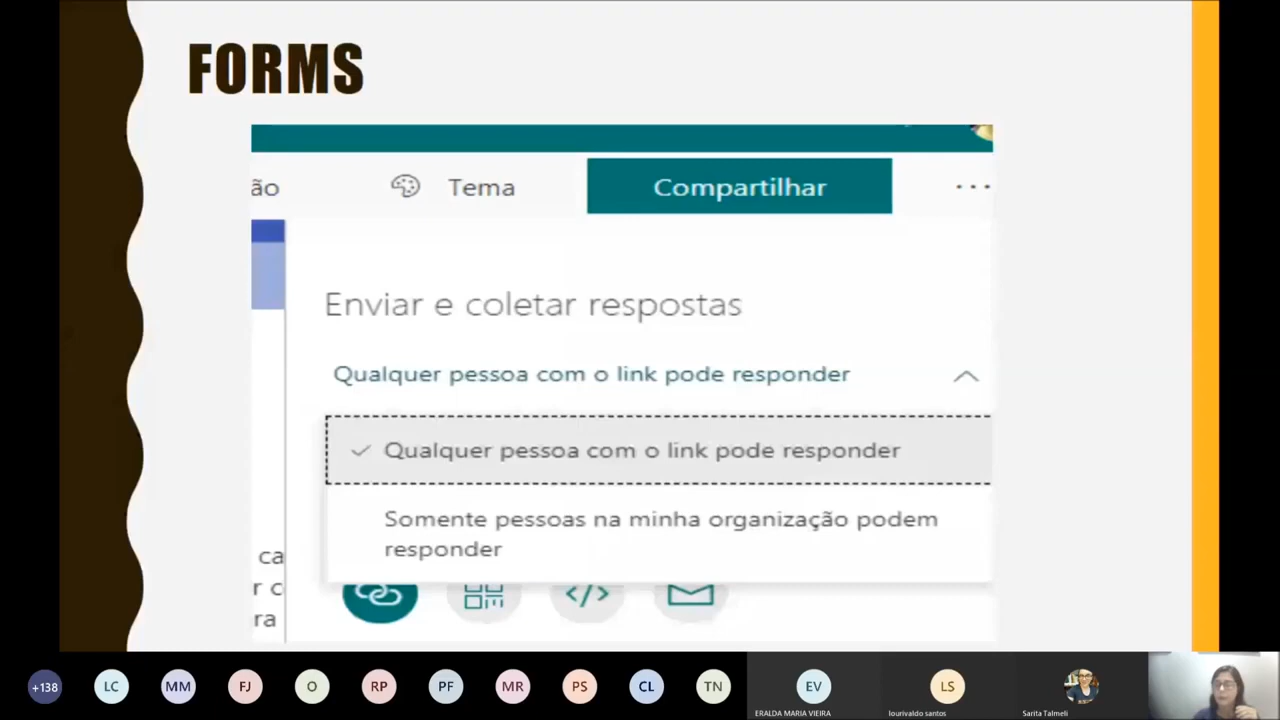 FORMS
ão
Tema
Compartilhar
...
Enviar e coletar respostas
Qualquer pessoa com o link pode responder
Qualquer pessoa com o link pode responder
Somente pessoas na minha organização podem
responder
ca
r c
ra
</>
+138
LC
MM
FJ
O
RP
PF
MR
PS
CL
TN
EV
LS
ERALDA MARIA VIEIRA
lourivaldo santos
Sarita Talmeli